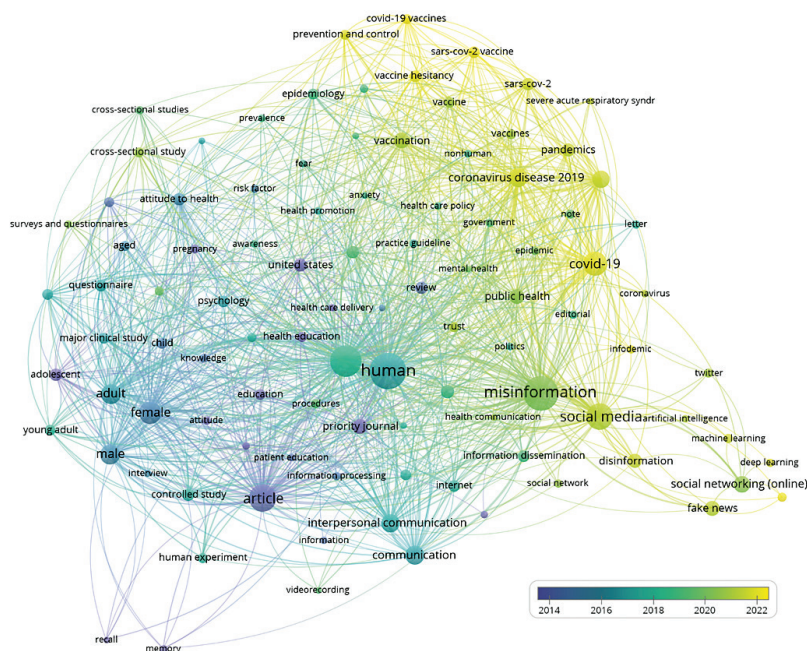 covid-19 vaccines
prevention and control
sars-cov-2 vaccine
vaccine hesitancy
sars-cov-2
epidemiology
severe acute respiratory syndr
vaccine
cross-sectional studies
prevalence
vaccines
vaccination
cross-sectional study
nonhuman
pandemics
fear
coronavirus disease 2019
risk factor
anxiety
attitude to health
health care policy
health promotion
note
surveys and questionnaires
government
letter
aged
pregnancy
awareness
practice guideline
epidemic
united states
mental health
covid-19
questionnaire
review
public health
coronavirus
psychology
health care delivery
editorial
trust
major clinical study
child
health education
politics
infodemic
knowledge
adolescent
human
twitter
adult
education
misinformation
procedures
female
attitude
social media
artificial intelligence
health communication
young adult
priority journal
machine learning
male
patient education
information dissemination
disinformation
deep learning
interview
information processing
internet
social network
social networking (online)
controlled study
article
fake news
interpersonal communication
information
human experiment
communication
videorecording
recall
memory
2014 2016 2018 2020 2022